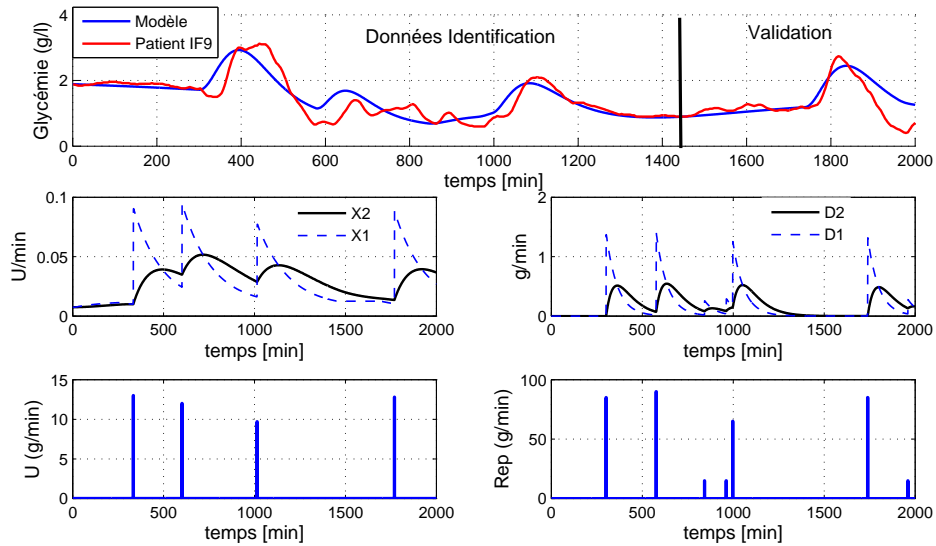 Glycémie (g/l)
4
2
0
Modèle
Patient IF9
Données Identification
Validation
0 200 400 600 800 1000 1200 1400 1600 1800 2000
temps [min]
U/min
0.1
0.05
0
X2
X1
0 500 1000 1500 2000
temps [min]
g/min
2
1
0
D2
D1
0 500 1000 1500 2000
temps [min]
U (g/min)
15
10
5
0
0 500 1000 1500 2000
temps [min]
Rep (g/min)
100
50
0
0 500 1000 1500 2000
temps [min]